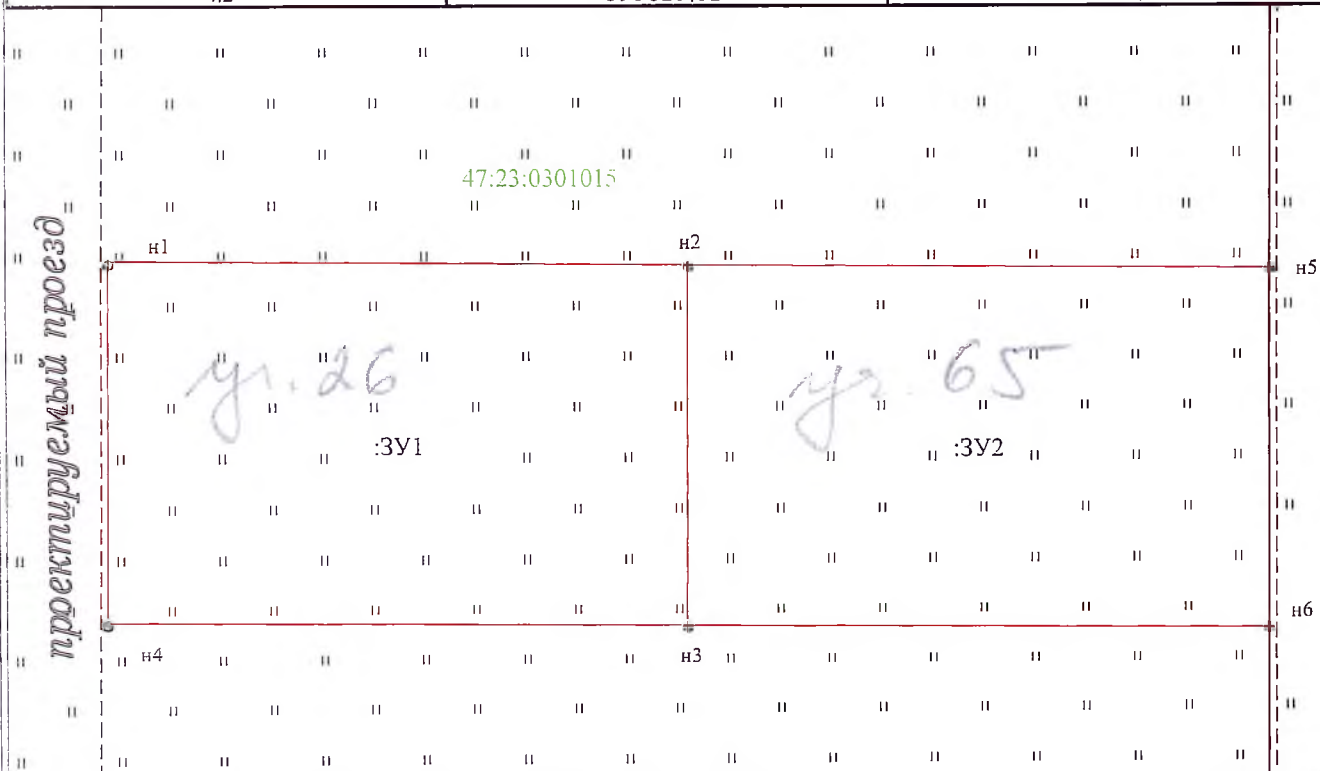 47:23:0301015
н1
н2
н5
проектируемый проезд
уч. 26
уч. 65
:ЗУ1
:ЗУ2
н6
н4
н3